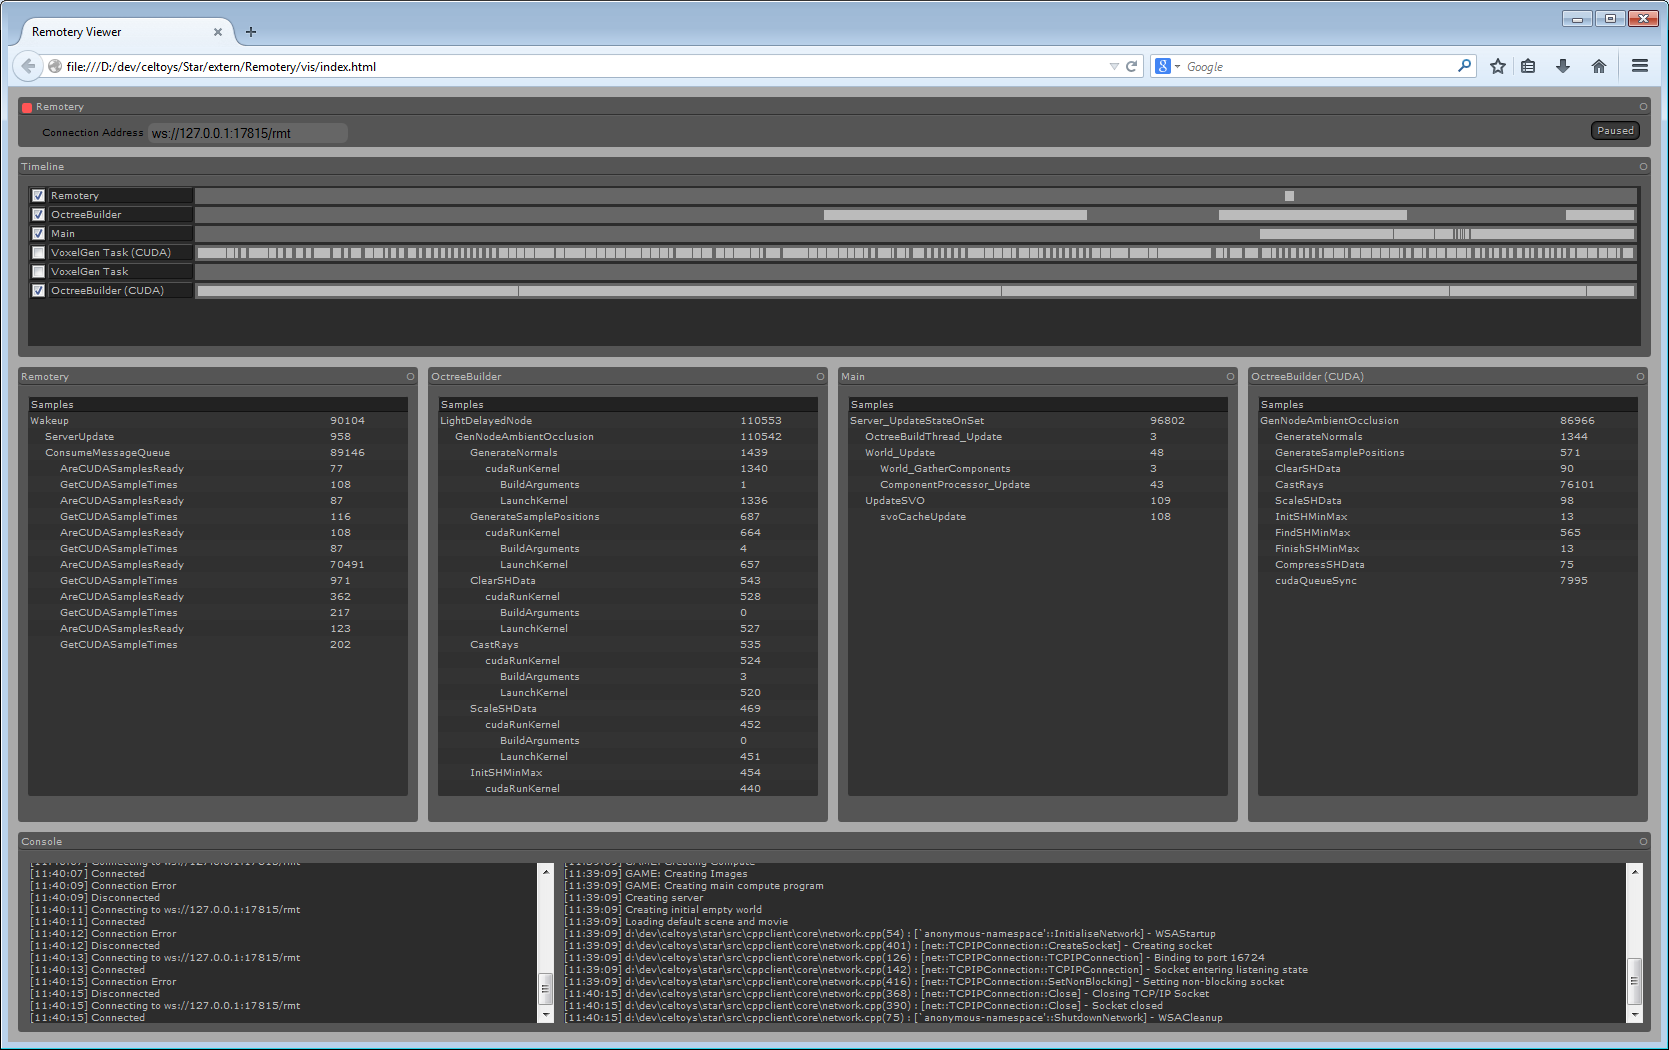 Remotery Viewer
file:///D:/dev/celtoys/Star/extern/Remotery/vis/index.html
Google
Remotery
Connection Address ws://127.0.0.1:17815/rmt
Paused
Timeline
Remotery
OctreeBuilder
Main
VoxelGen Task (CUDA)
VoxelGen Task
OctreeBuilder (CUDA)
Remotery
Samples
Wakeup 90104
ServerUpdate 958
ConsumeMessageQueue 89146
AreCUDASamplesReady 77
GetCUDASampleTimes 108
AreCUDASamplesReady 87
GetCUDASampleTimes 116
AreCUDASamplesReady 108
GetCUDASampleTimes 87
AreCUDASamplesReady 70491
GetCUDASampleTimes 971
AreCUDASamplesReady 362
GetCUDASampleTimes 217
AreCUDASamplesReady 123
GetCUDASampleTimes 202
OctreeBuilder
Samples
LightDelayedNode 110553
GenNodeAmbientOcclusion 110542
GenerateNormals 1439
cudaRunKernel 1340
BuildArguments 1
LaunchKernel 1336
GenerateSamplePositions 687
cudaRunKernel 664
BuildArguments 4
LaunchKernel 657
ClearSHData 543
cudaRunKernel 528
BuildArguments 0
LaunchKernel 527
CastRays 535
cudaRunKernel 524
BuildArguments 3
LaunchKernel 520
ScaleSHData 469
cudaRunKernel 452
BuildArguments 0
LaunchKernel 451
InitSHMinMax 454
cudaRunKernel 440
Main
Samples
Server_UpdateStateOnSet 96802
OctreeBuildThread_Update 3
World_Update 48
World_GatherComponents 3
ComponentProcessor_Update 43
UpdateSVO 109
svoCacheUpdate 108
OctreeBuilder (CUDA)
Samples
GenNodeAmbientOcclusion 86966
GenerateNormals 1344
GenerateSamplePositions 571
ClearSHData 90
CastRays 76101
ScaleSHData 98
InitSHMinMax 13
FindSHMinMax 565
FinishSHMinMax 13
CompressSHData 75
cudaQueueSync 7995
Console
[11:40:07] Connecting to ws://127.0.0.1:17815/rmt
[11:40:07] Connected
[11:40:09] Connection Error
[11:40:09] Disconnected
[11:40:11] Connecting to ws://127.0.0.1:17815/rmt
[11:40:11] Connected
[11:40:12] Connection Error
[11:40:12] Disconnected
[11:40:13] Connecting to ws://127.0.0.1:17815/rmt
[11:40:13] Connected
[11:40:15] Connection Error
[11:40:15] Disconnected
[11:40:15] Connecting to ws://127.0.0.1:17815/rmt
[11:40:15] Connected
[11:39:09] GAME: Creating Compute
[11:39:09] GAME: Creating Images
[11:39:09] GAME: Creating main compute program
[11:39:09] Creating server
[11:39:09] Creating initial empty world
[11:39:09] Loading default scene and movie
[11:39:09] d:\dev\celtoys\star\src\cppclient\core\network.cpp(54) : [`anonymous-namespace'::InitialiseNetwork] - WSAStartup
[11:39:09] d:\dev\celtoys\star\src\cppclient\core\network.cpp(401) : [net::TCPIPConnection::CreateSocket] - Creating socket
[11:39:09] d:\dev\celtoys\star\src\cppclient\core\network.cpp(126) : [net::TCPIPConnection::TCPIPConnection] - Binding to port 16724
[11:39:09] d:\dev\celtoys\star\src\cppclient\core\network.cpp(142) : [net::TCPIPConnection::TCPIPConnection] - Socket entering listening state
[11:39:09] d:\dev\celtoys\star\src\cppclient\core\network.cpp(416) : [net::TCPIPConnection::SetNonBlocking] - Setting non-blocking socket
[11:40:15] d:\dev\celtoys\star\src\cppclient\core\network.cpp(368) : [net::TCPIPConnection::Close] - Closing TCP/IP Socket
[11:40:15] d:\dev\celtoys\star\src\cppclient\core\network.cpp(390) : [net::TCPIPConnection::Close] - Socket closed
[11:40:15] d:\dev\celtoys\star\src\cppclient\core\network.cpp(75) : [`anonymous-namespace'::ShutdownNetwork] - WSACleanup